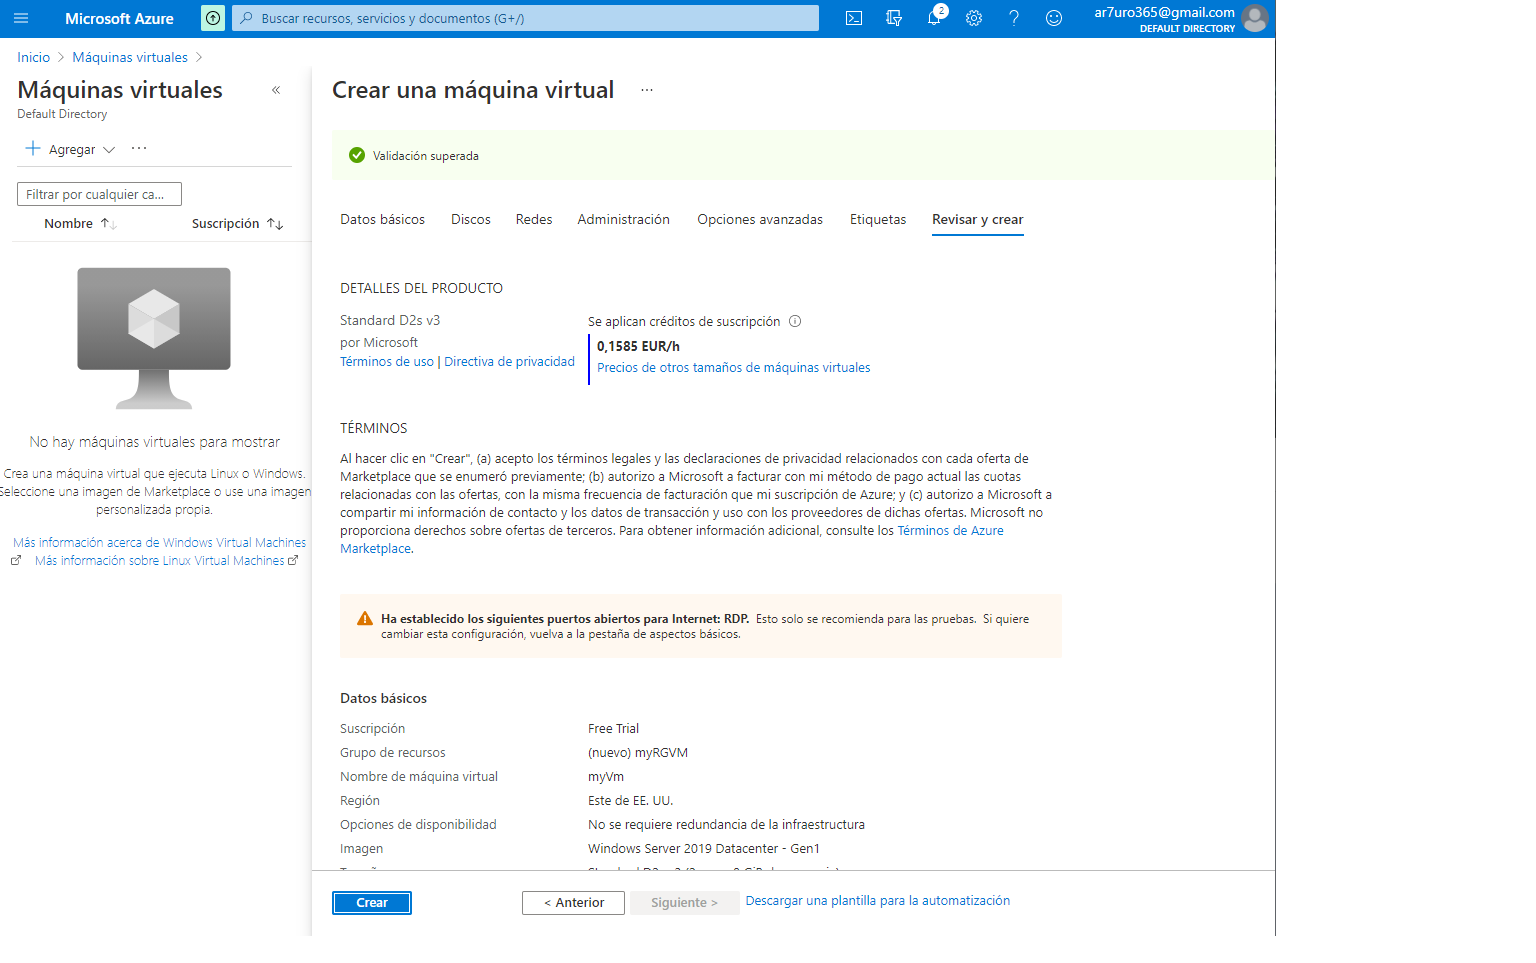 Microsoft Azure
Buscar recursos, servicios y documentos (G+/)
2
ar7uro365@gmail.com
DEFAULT DIRECTORY
Inicio > Máquinas virtuales >
Máquinas virtuales
Default Directory
Agregar
Filtrar por cualquier ca...
Nombre
Suscripción
No hay máquinas virtuales para mostrar
Crea una máquina virtual que ejecuta Linux o Windows.
Seleccione una imagen de Marketplace o use una imagen
personalizada propia.
Más información acerca de Windows Virtual Machines
Más información sobre Linux Virtual Machines
Crear una máquina virtual ...
Validación superada
Datos básicos Discos Redes Administración Opciones avanzadas Etiquetas Revisar y crear
DETALLES DEL PRODUCTO
Standard D2s v3
por Microsoft
Términos de uso | Directiva de privacidad
Se aplican créditos de suscripción
0,1585 EUR/h
Precios de otros tamaños de máquinas virtuales
TÉRMINOS
Al hacer clic en "Crear", (a) acepto los términos legales y las declaraciones de privacidad relacionados con cada oferta de
Marketplace que se enumeró previamente; (b) autorizo a Microsoft a facturar con mi método de pago actual las cuotas
relacionadas con las ofertas, con la misma frecuencia de facturación que mi suscripción de Azure; y (c) autorizo a Microsoft a
compartir mi información de contacto y los datos de transacción y uso con los proveedores de dichas ofertas. Microsoft no
proporciona derechos sobre ofertas de terceros. Para obtener información adicional, consulte los Términos de Azure
Marketplace.
Ha establecido los siguientes puertos abiertos para Internet: RDP. Esto solo se recomienda para las pruebas. Si quiere
cambiar esta configuración, vuelva a la pestaña de aspectos básicos.
Datos básicos
Suscripción Free Trial
Grupo de recursos (nuevo) myRGVM
Nombre de máquina virtual myVm
Región Este de EE. UU.
Opciones de disponibilidad No se requiere redundancia de la infraestructura
Imagen Windows Server 2019 Datacenter - Gen1
Crear
< Anterior
Siguiente >
Descargar una plantilla para la automatización